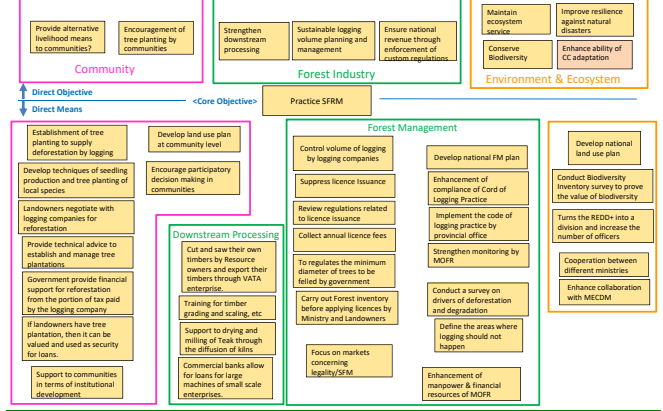 Provide alternative
livelihood means
to communities?
Encouragement of
tree planting by
communities
Community
Strengthen
downstream
processing
Sustainable logging
volume planning and
management
Ensure national
revenue through
enforcement of
custom regulations
Forest Industry
Maintain
ecosystem
service
Improve resilience
against natural
disasters
Conserve
Biodiversity
Enhance ability of
CC adaptation
Environment & Ecosystem
Direct Objective
Direct Means
<Core Objective>
Practice SFRM
Establishment of tree
planting to supply
deforestation by logging
Develop land use plan
at community level
Develop techniques of seedling
production and tree planting of
local species
Encourage participatory
decision making in
communities
Landowners negotiate with
logging companies for
reforestation
Provide technical advice to
establish and manage tree
plantations
Government provide financial
support for reforestation
from the portion of tax paid
by the logging company
If landowners have tree
plantation, then it can be
valued and used as security
for loans.
Support to communities
in terms of institutional
development
Downstream Processing
Cut and saw their own
timbers by Resource
owners and export their
timbers through VATA
enterprise.
Training for timber
grading and scaling, etc
Support to drying and
milling of Teak through
the diffusion of kilns
Commercial banks allow
for loans for large
machines of small scale
enterprises.
Forest Management
Control volume of logging
by logging companies
Suppress licence Issuance
Review regulations related
to licence issuance
Collect annual licence fees
To regulates the minimum
diameter of trees to be
felled by government
Carry out Forest inventory
before applying licences by
Ministry and Landowners
Focus on markets
concerning
legality/SFM
Develop national FM plan
Enhancement of
compliance of Cord of
Logging Practice
Implement the code of
logging practice by
provincial office
Strengthen monitoring by
MOFR
Conduct a survey on
drivers of deforestation
and degradation
Define the areas where
logging should not
happen
Enhancement of
manpower & financial
resources of MOFR
Develop national
land use plan
Conduct Biodiversity
Inventory survey to prove
the value of biodiversity
Turns the REDD+ into a
division and increase the
number of officers
Cooperation between
different ministries
Enhance collaboration
with MECDM